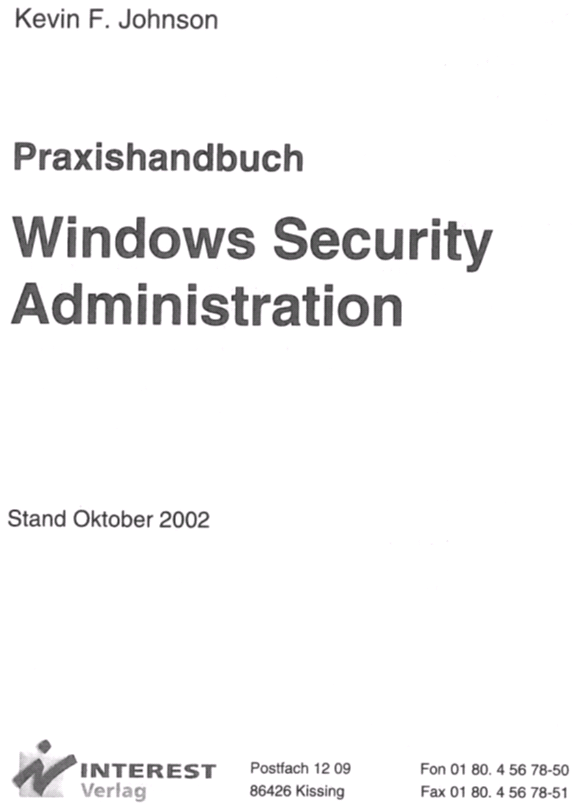 Kevin F. Johnson
Praxishandbuch
Windows Security
Administration
Stand Oktober 2002
INTEREST
Verlag
Postfach 12 09
86426 Kissing
Fon 01 80. 4 56 78-50
Fax 01 80. 4 56 78-51